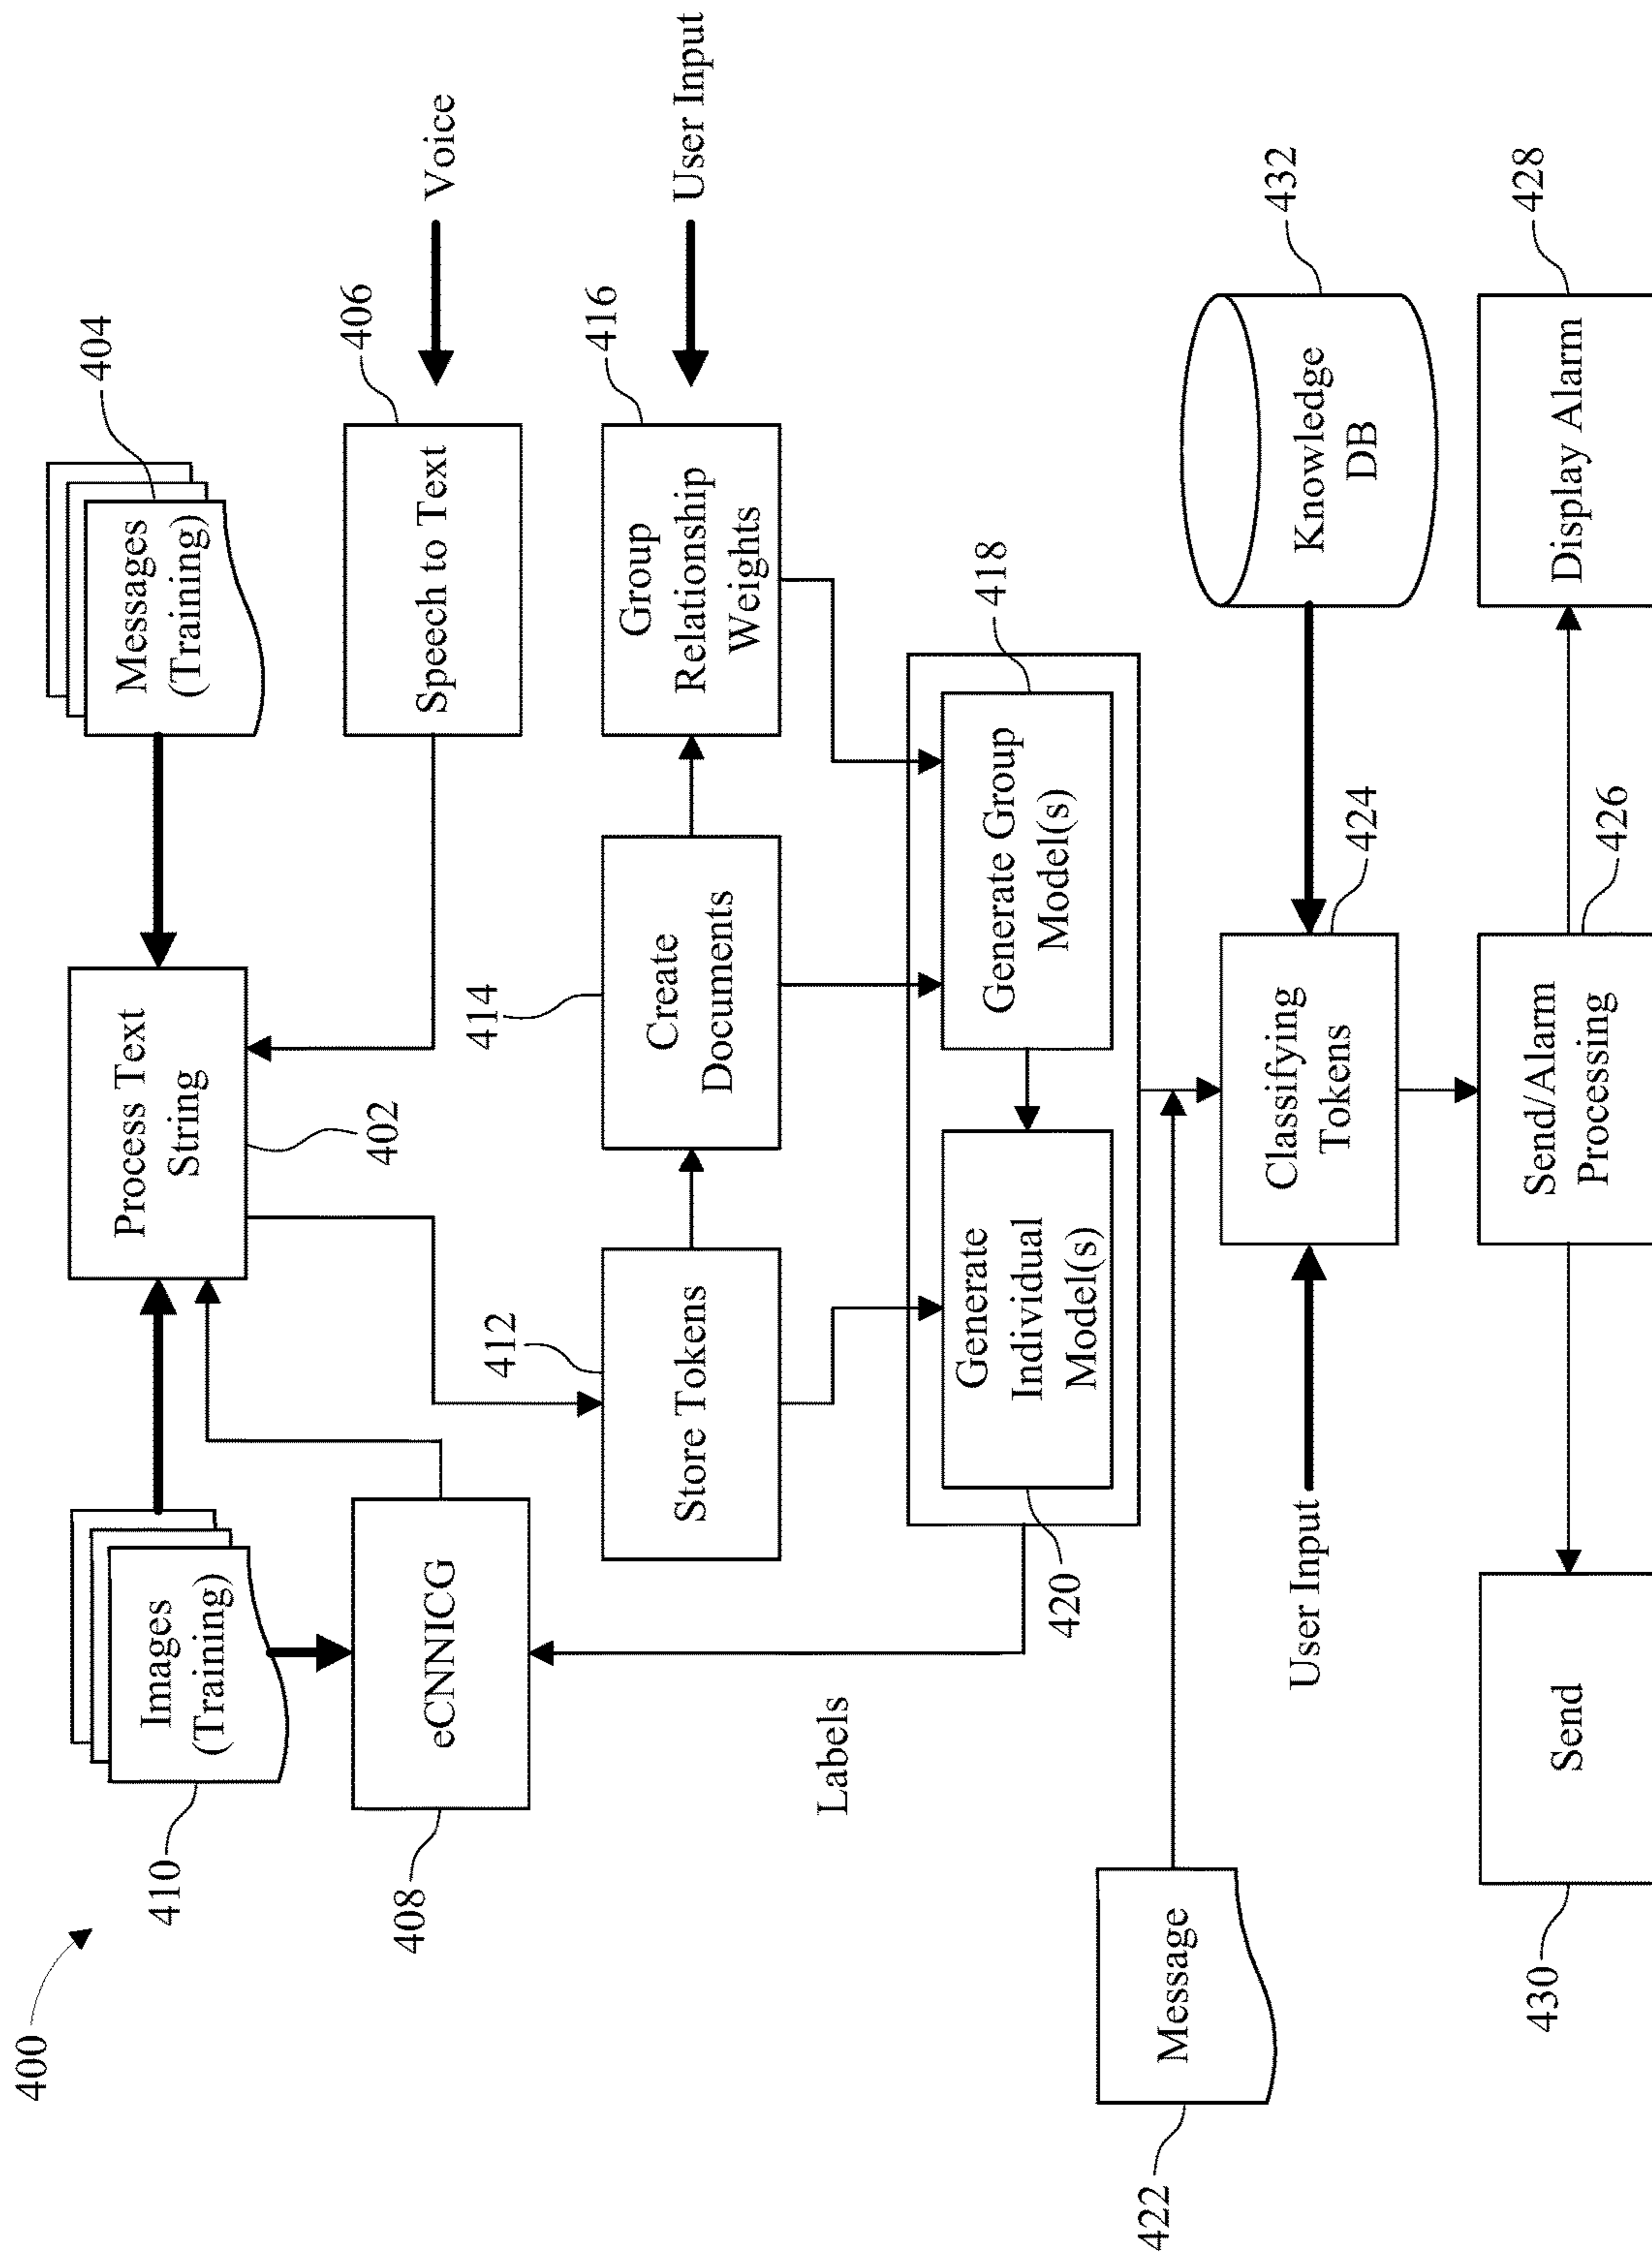 400
410
Images
(Training)
Process Text
String
Messages
(Training)
404
408
eCNNICG
402
Speech to Text
406
Voice
412
Store Tokens
414
Create
Documents
416
Group
Relationship
Weights
User Input
Labels
420
Generate
Individual
Model(s)
Generate Group
Model(s)
418
422
Message
User Input
Classifying
Tokens
424
Knowledge
DB
432
430
Send
Send/Alarm
Processing
426
Display Alarm
428